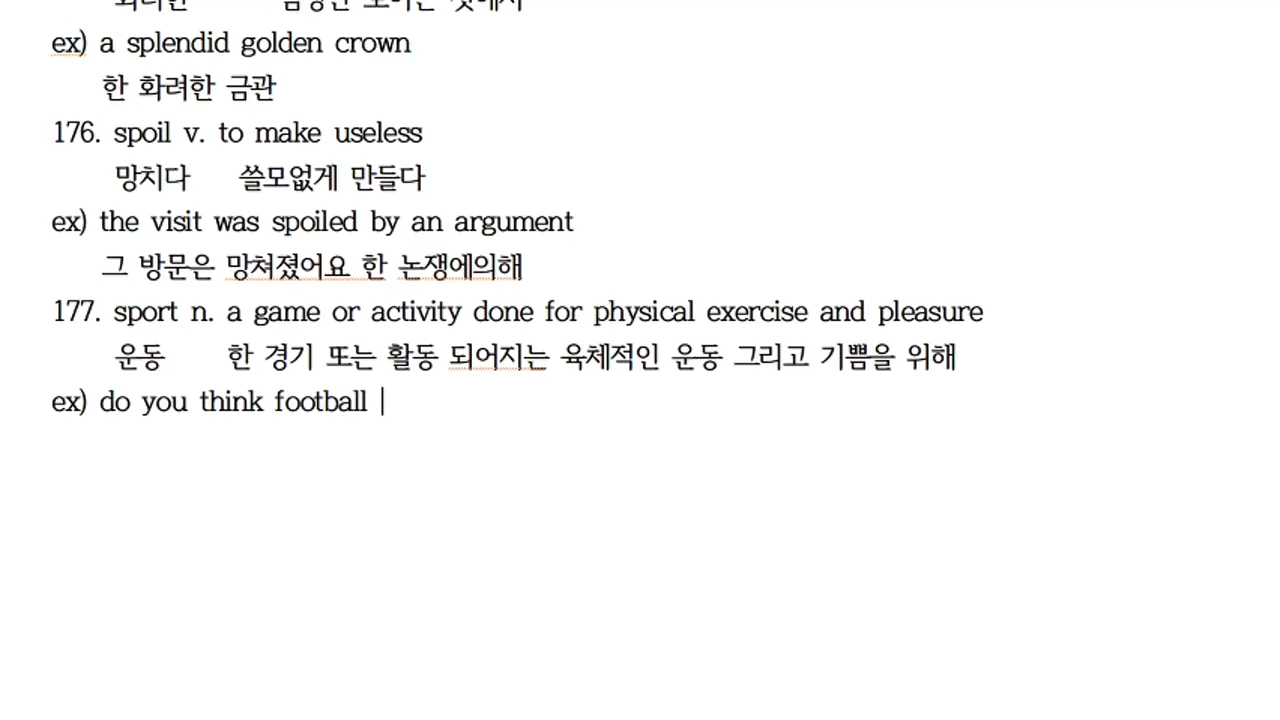 ex) a splendid golden crown
한 화려한 금관
176. spoil v. to make useless
망치다 쓸모없게 만들다
ex) the visit was spoiled by an argument
그 방문은 망쳐졌어요 한 논쟁에의해
177. sport n. a game or activity done for physical exercise and pleasure
운동 한 경기 또는 활동 되어지는 육체적인 운동 그리고 기쁨을 위해
ex) do you think football